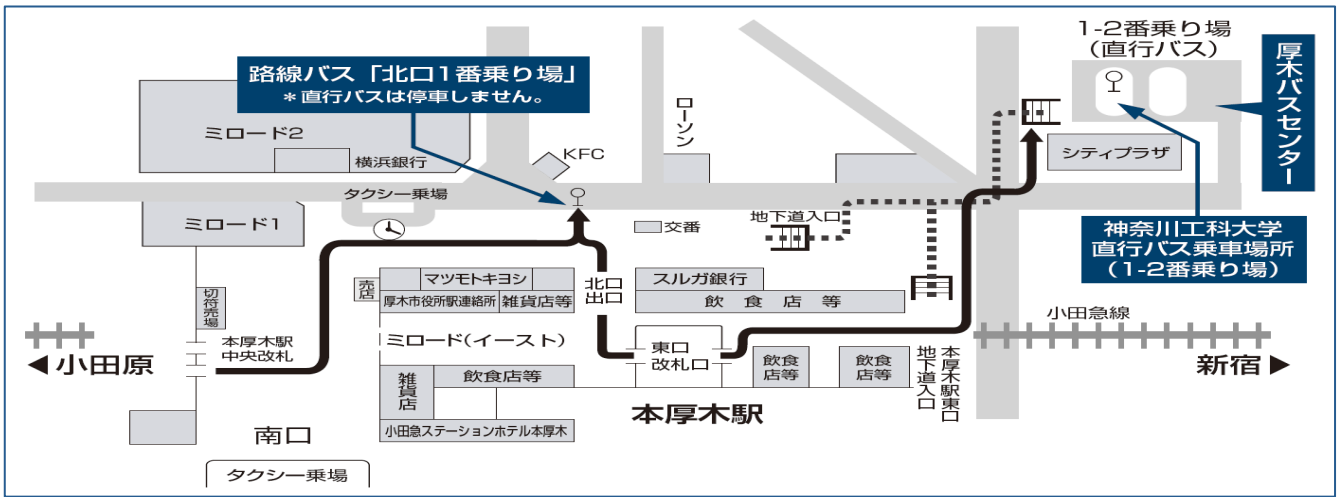 1-2番乗り場
(直行バス)
厚木バスセンター
路線バス「北口1番乗り場」
*直行バスは停車しません。
ローソン
ミロード2
横浜銀行
KFC
シティプラザ
タクシー乗場
ミロード1
交番
地下道入口
神奈川工科大学
直行バス乗車場所
(1-2番乗り場)
売店
マツモトキヨシ
厚木市役所駅連絡所
雑貨店等
北口
出口
スルガ銀行
飲食店等
切符売場
小田急線
本厚木駅
中央改札
ミロード(イースト)
東口
改札口
飲食
店等
飲食
店等
本厚木駅東口
地下道入口
◀小田原
新宿▶
雑貨店
飲食店等
本厚木駅
小田急ステーションホテル本厚木
南口
タクシー乗場